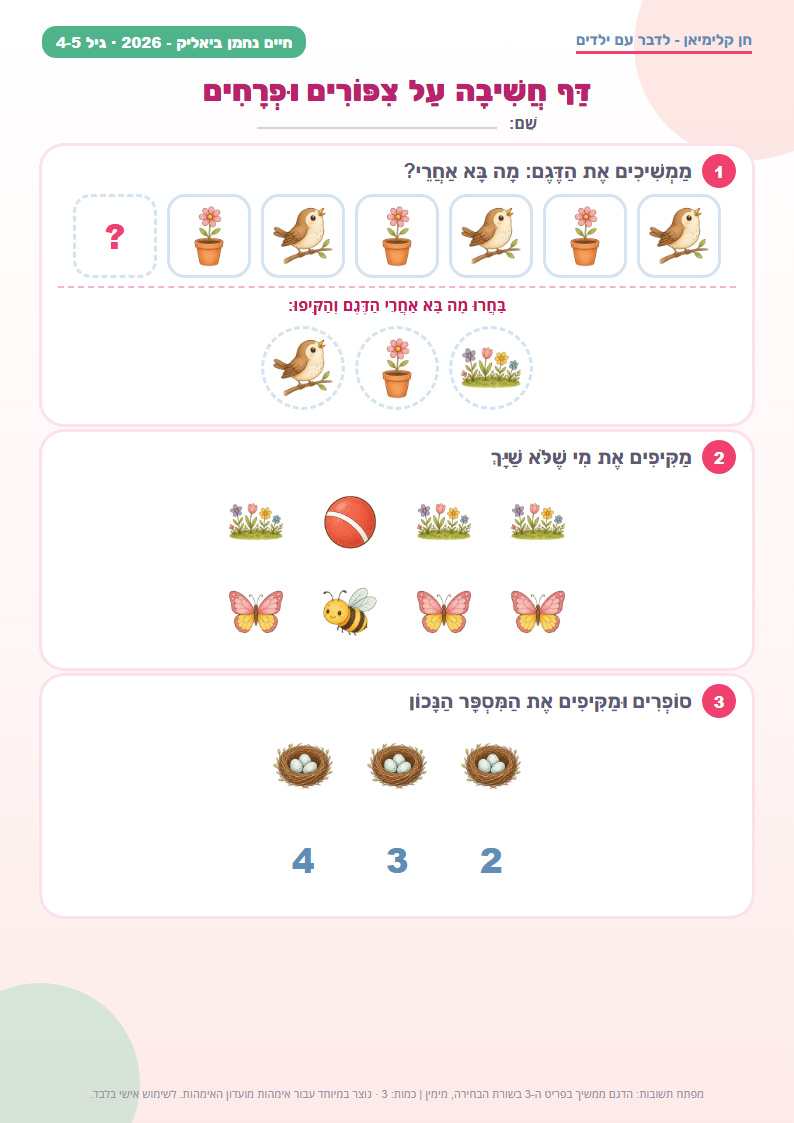 חן קלימיאן - לדבר עם ילדים
חיים נחמן ביאליק - 2026 · גיל 4-5
דַּף חֲשִׁיבָה עַל צִפּוֹרִים וּפְרָחִים
שֵׁם:
1
מַמְשִׁיכִים אֶת הַדֶּגֶם: מָה בָּא אַחֲרֵי?
?
בַּחֲרוּ מָה בָּא אַחֲרֵי הַדֶּגֶם וְהַקִּיפוּ:
2
מַקִּיפִים אֶת מִי שֶׁלֹּא שַׁיָּךְ
3
סוֹפְרִים וּמַקִּיפִים אֶת הַמִּסְפָּר הַנָּכוֹן
2 3 4
מפתח תשובות: הדגם ממשיך בפריט ה-3 בשורת הבחירה, מימין | כמות: 3 · נוצר במיוחד עבור אימהות מועדון האימהות. לשימוש אישי בלבד.